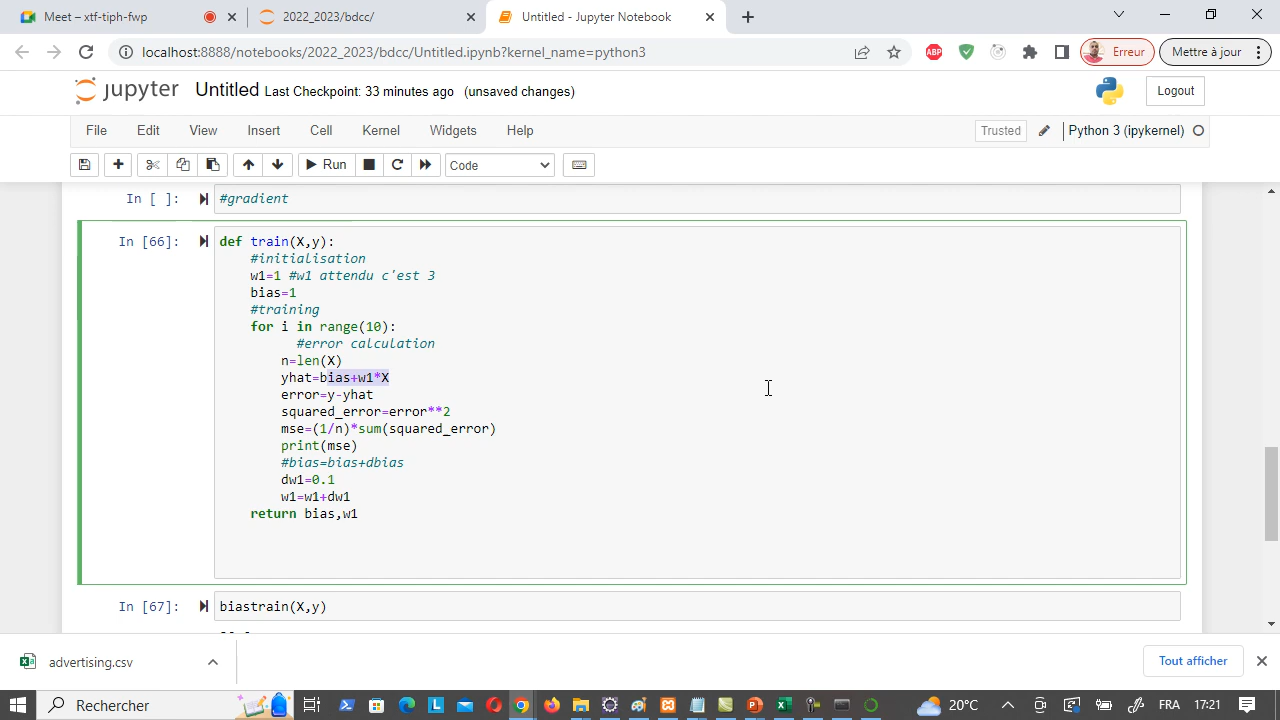 Meet – xtf-tiph-fwp
2022_2023/bdcc/
Untitled - Jupyter Notebook
localhost:8888/notebooks/2022_2023/bdcc/Untitled.ipynb?kernel_name=python3
ABP
Erreur
Mettre à jour
jupyter Untitled Last Checkpoint: 33 minutes ago (unsaved changes)
Logout
File Edit View Insert Cell Kernel Widgets Help
Trusted
Python 3 (ipykernel)
Run
Code
In [ ]: #gradient
In [66]: def train(X,y):
#initialisation
w1=1 #w1 attendu c'est 3
bias=1
#training
for i in range(10):
#error calculation
n=len(X)
yhat=bias+w1*X
error=y-yhat
squared_error=error**2
mse=(1/n)*sum(squared_error)
print(mse)
#bias=bias+dbias
dw1=0.1
w1=w1+dw1
return bias,w1
In [67]: biastrain(X,y)
advertising.csv
Tout afficher
Rechercher
20°C
FRA
17:21